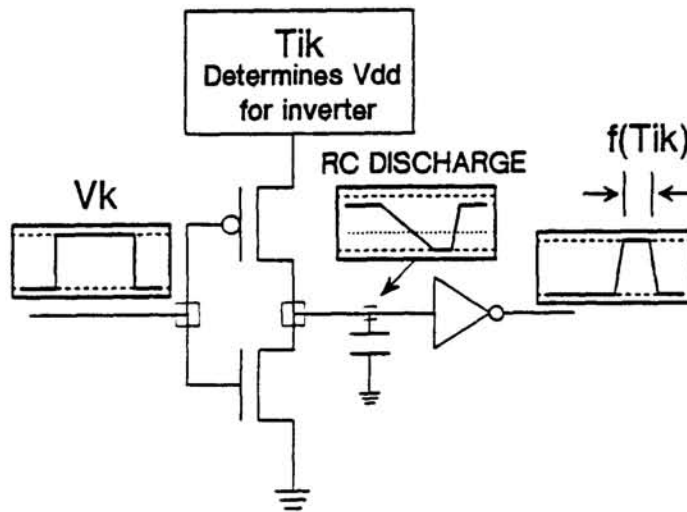 Tik
Determines Vdd
for inverter
RC DISCHARGE
f(Tik)
Vk